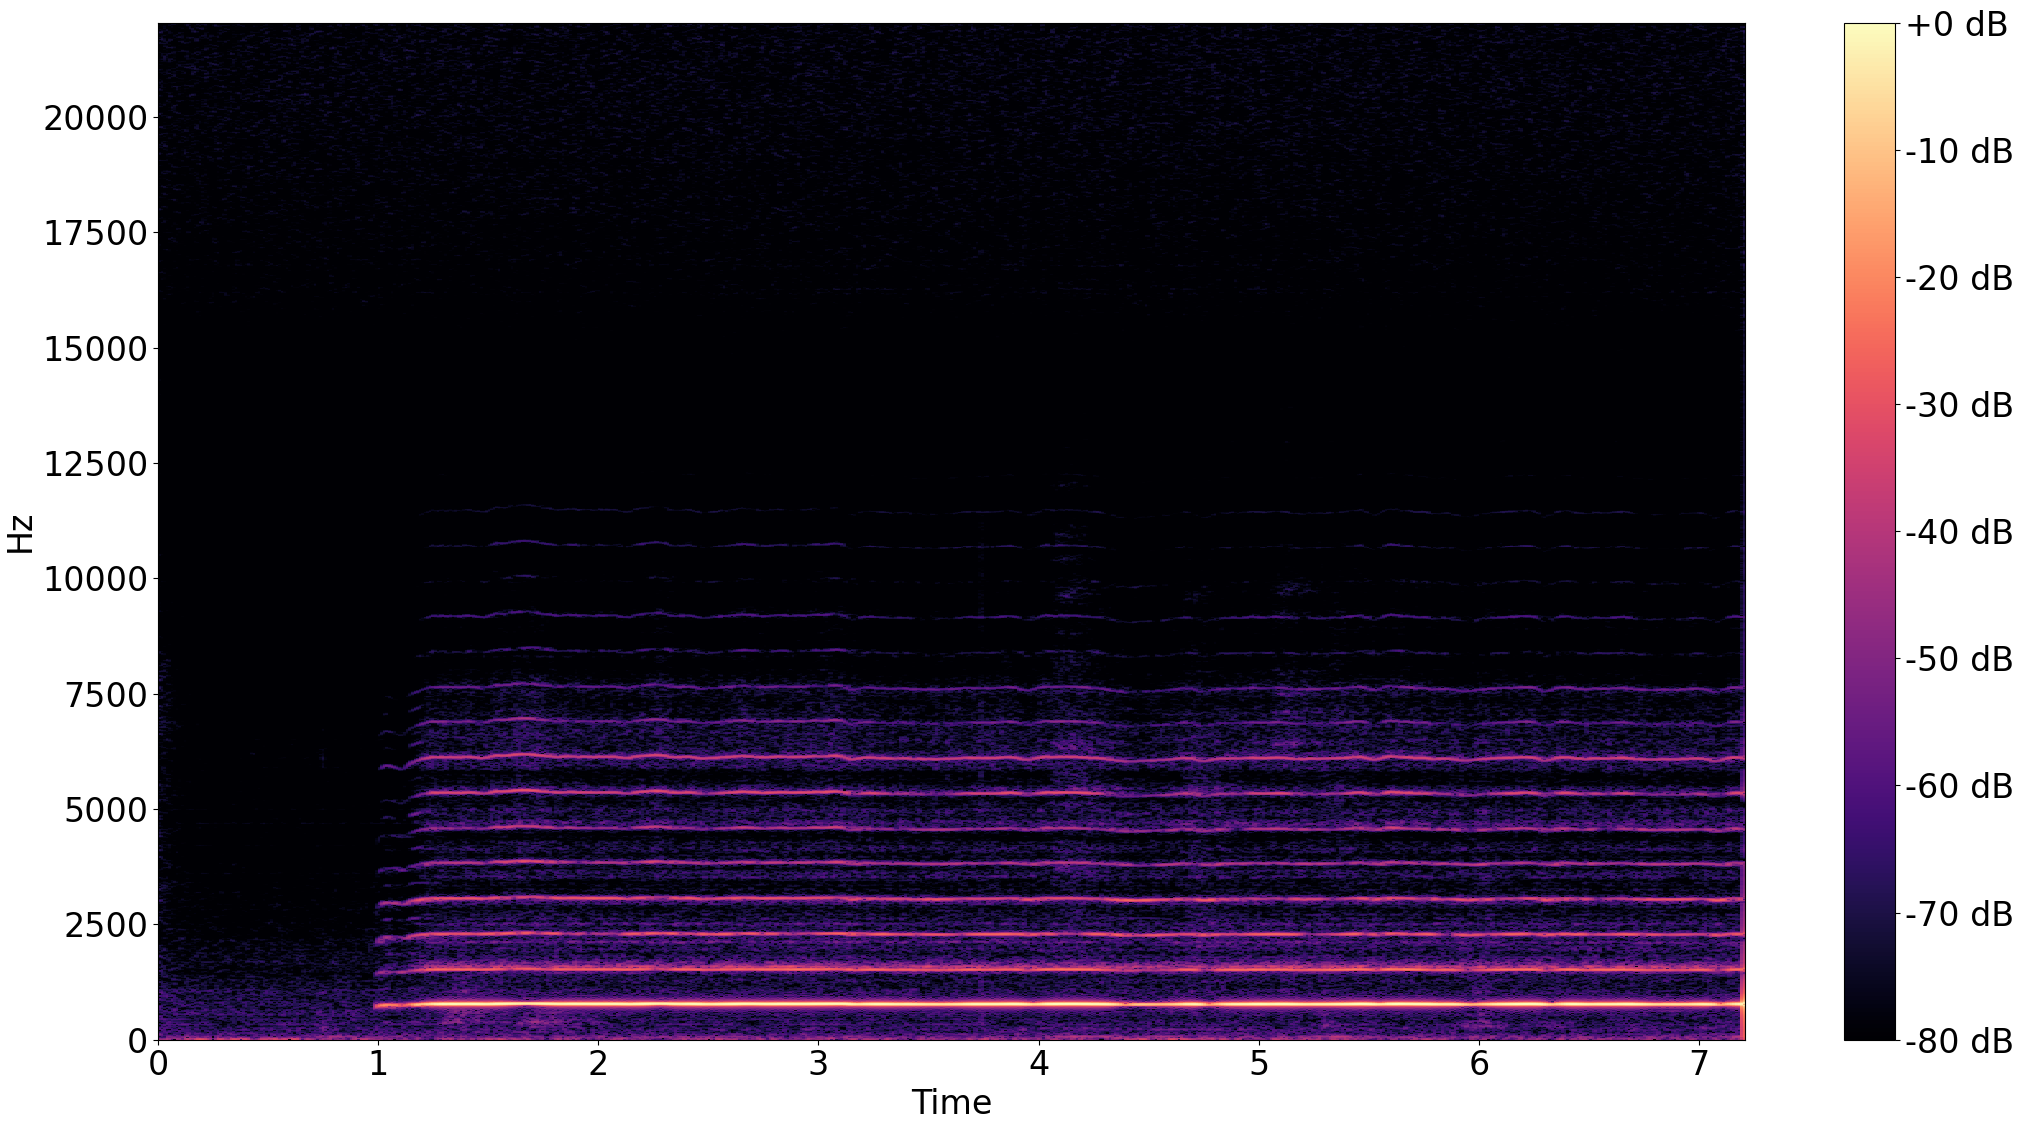 +0 dB
20000
-10 dB
17500
-20 dB
15000
-30 dB
12500
-40 dB
Hz
10000
-50 dB
7500
-60 dB
5000
-70 dB
2500
0
-80 dB
0 1 2 3 4 5 6 7
Time